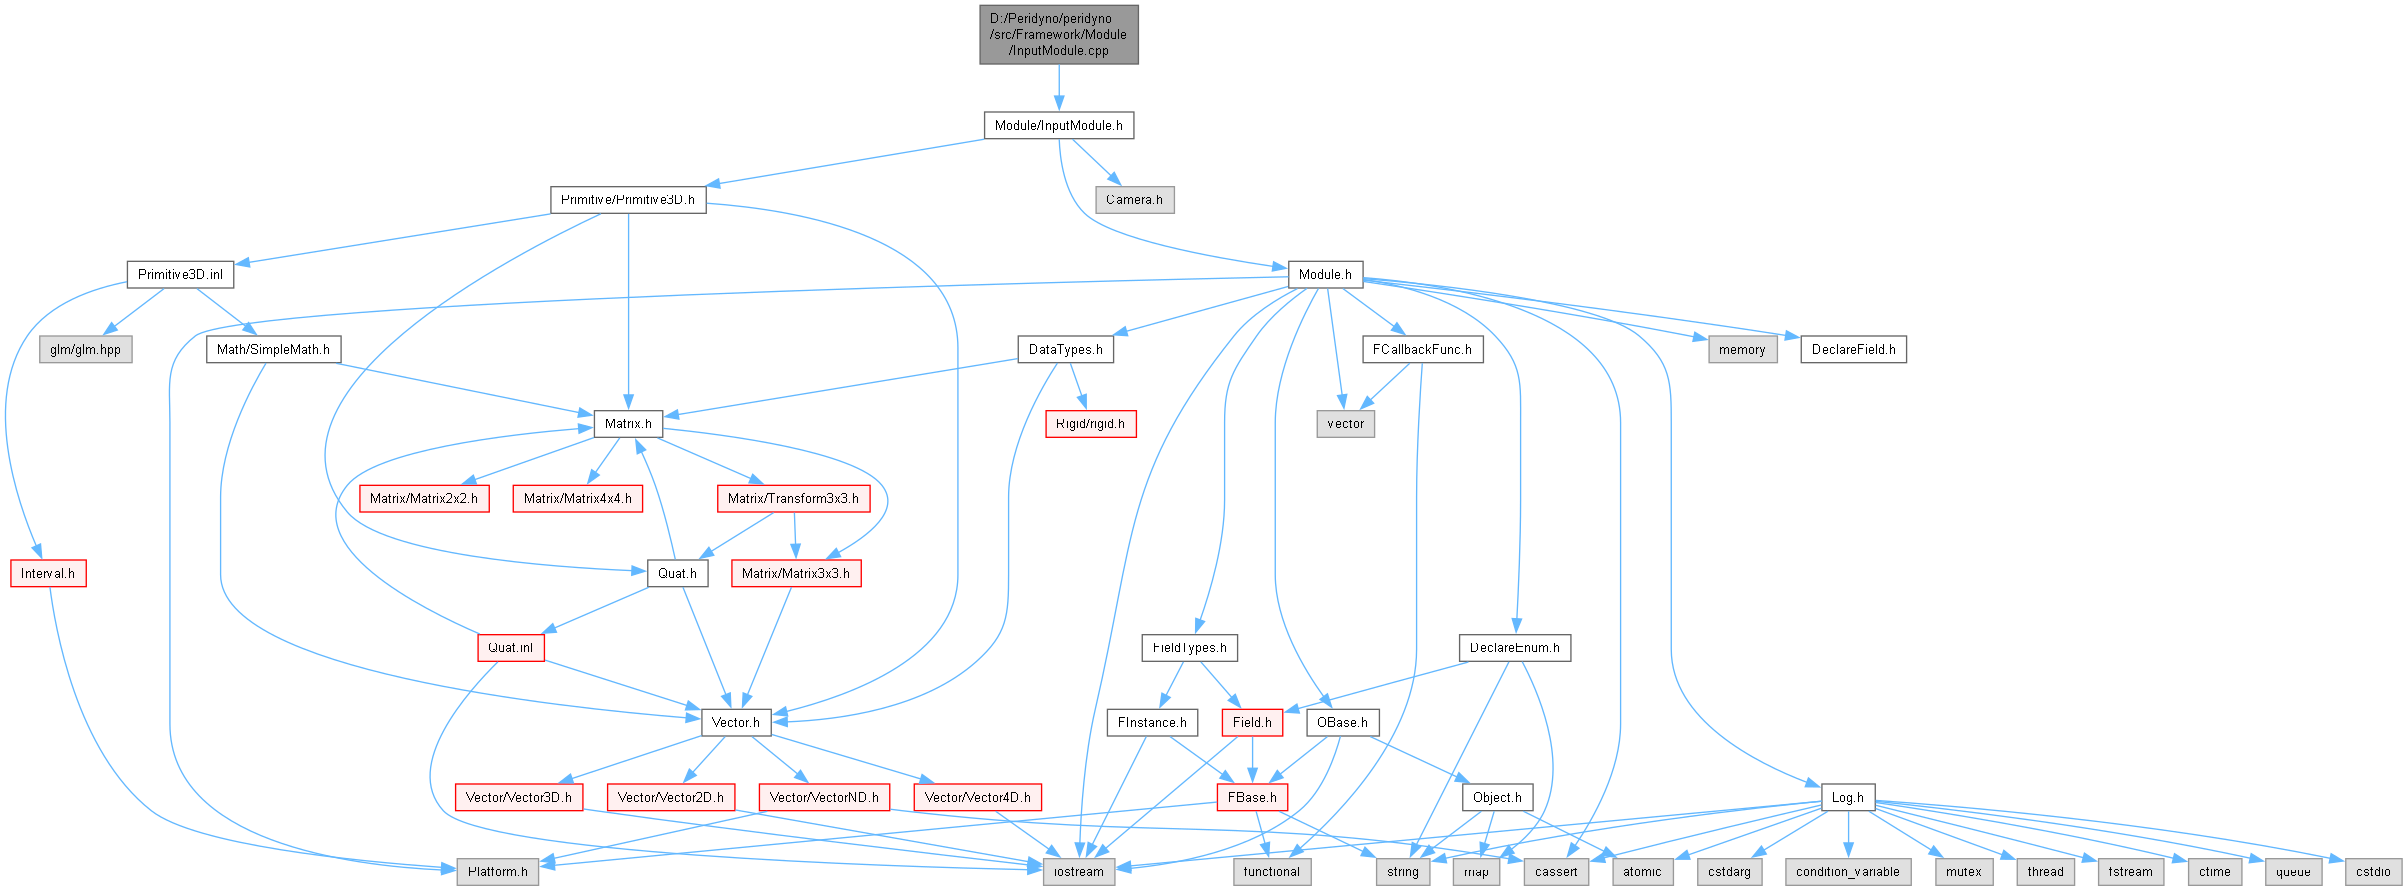 D:/Peridyno/peridyno
/src/Framework/Module
/InputModule.cpp
Module/InputModule.h
Primitive/Primitive3D.h
Camera.h
Primitive3D.inl
Module.h
glm/glm.hpp
Math/SimpleMath.h
DataTypes.h
FCallbackFunc.h
memory
DeclareField.h
Matrix.h
Rigid/rigid.h
vector
Matrix/Matrix2x2.h
Matrix/Matrix4x4.h
Matrix/Transform3x3.h
Interval.h
Quat.h
Matrix/Matrix3x3.h
Quat.inl
FieldTypes.h
DeclareEnum.h
Vector.h
FInstance.h
Field.h
OBase.h
Vector/Vector3D.h
Vector/Vector2D.h
Vector/VectorND.h
Vector/Vector4D.h
FBase.h
Object.h
Log.h
Platform.h
iostream
functional
string
map
cassert
atomic
cstdarg
condition_variable
mutex
thread
fstream
ctime
queue
cstdio